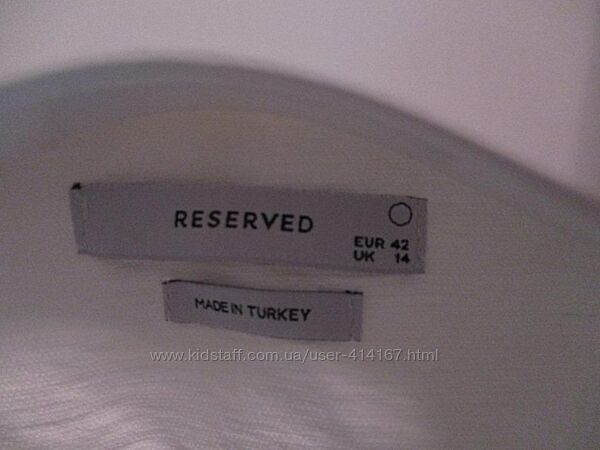 RESERVED
EUR 42
UK 14
MADE IN TURKEY
www.kidstaff.com.ua/user-414167.html